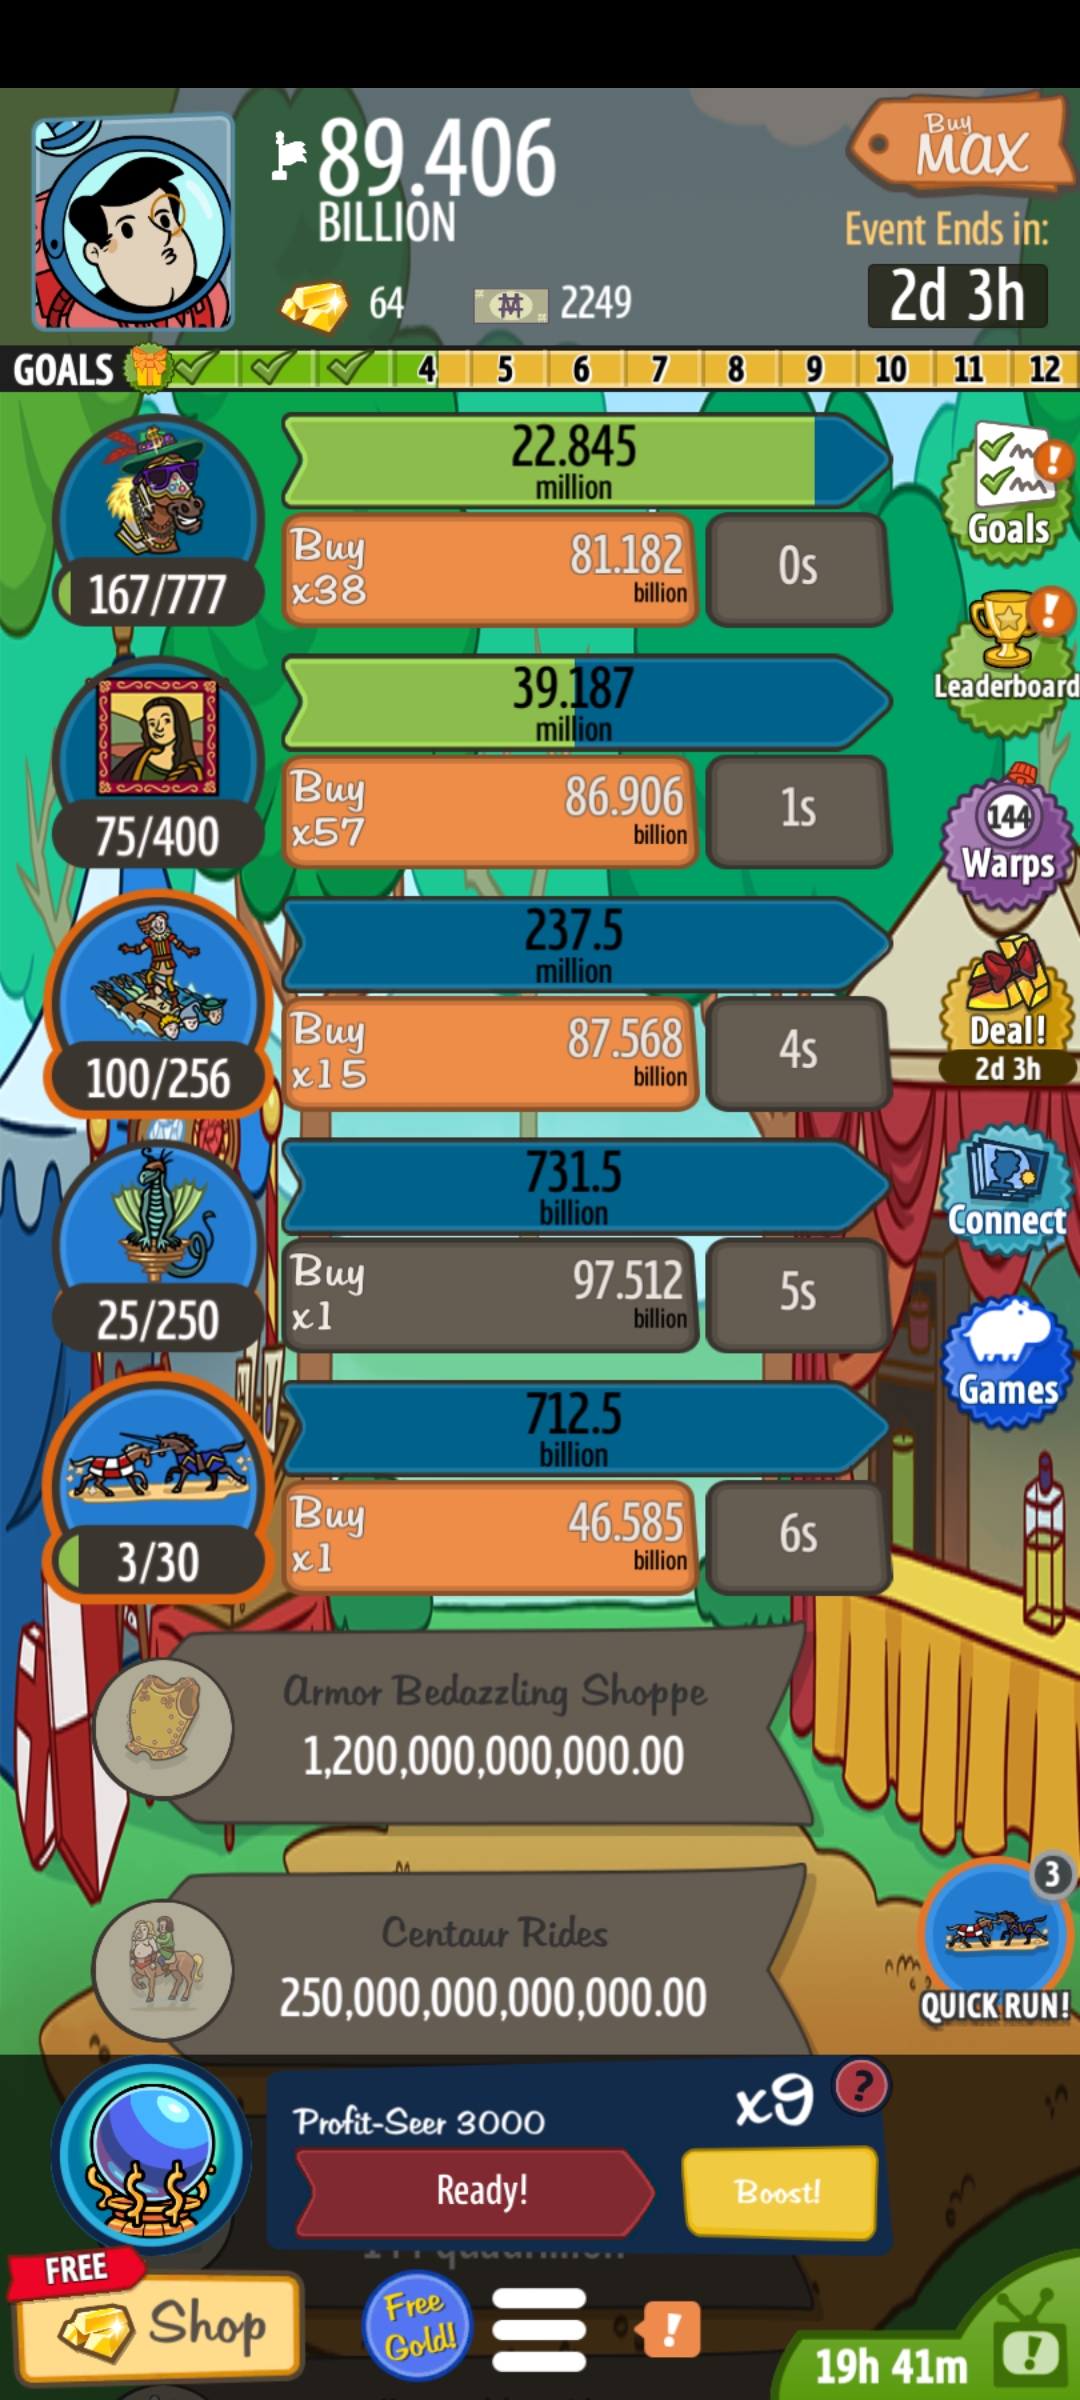 89.406
BILLION
64
2249
Buy
MAX
Event Ends in:
2d 3h
GOALS 4 5 6 7 8 9 10 11 12
22.845
million
167/777
Buy
x38
81.182
billion
0s
Goals
39.187
million
75/400
Buy
x57
86.906
billion
1s
Leaderboard
144
Warps
237.5
million
100/256
Buy
x15
87.568
billion
4s
Deal!
2d 3h
731.5
billion
25/250
Buy
x1
97.512
billion
5s
Connect
712.5
billion
3/30
Buy
x1
46.585
billion
6s
Games
Armor Bedazzling Shoppe
1,200,000,000,000.00
Centaur Rides
250,000,000,000,000.00
3
QUICK RUN!
Profit-Seer 3000
x9
?
Ready!
Boost!
FREE
Shop
Free
Gold!
!
19h 41m